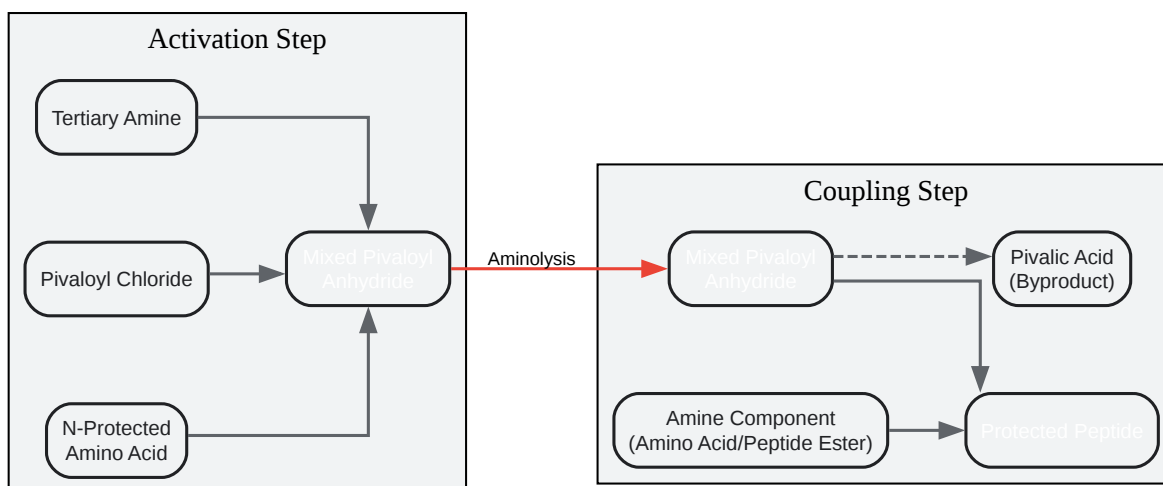 Activation Step
Tertiary Amine
Pivaloyl Chloride
N-Protected
Amino Acid
Mixed Pivaloyl
Anhydride
Aminolysis
Coupling Step
Mixed Pivaloyl
Anhydride
Pivalic Acid
(Byproduct)
Amine Component
(Amino Acid/Peptide Ester)
Protected Peptide